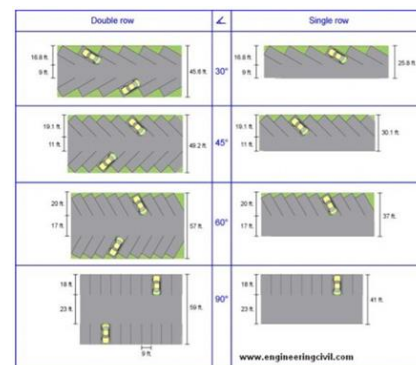 Double row ∠ Single row
16.8 ft.
9 ft.
45.6 ft.
30°
16.8 ft.
9 ft.
25.8 ft.
19.1 ft.
11 ft.
49.2 ft.
45°
19.1 ft.
11 ft.
30.1 ft.
20 ft.
17 ft.
57 ft.
60°
20 ft.
17 ft.
37 ft.
18 ft.
23 ft.
59 ft.
9 ft.
90°
18 ft.
23 ft.
41 ft.
www.engineeringcivil.com